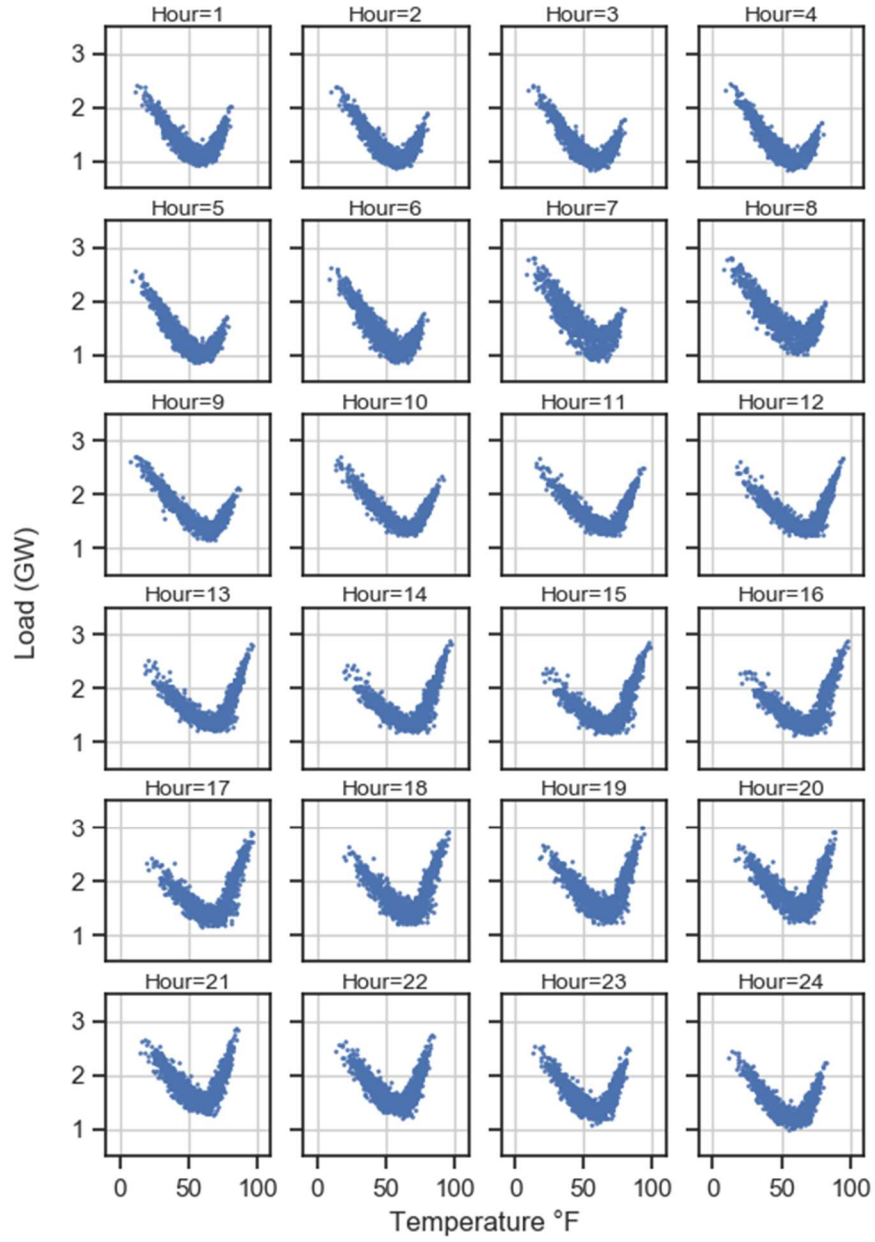 Hour=1 Hour=2 Hour=3 Hour=4
3
2
1
Hour=5 Hour=6 Hour=7 Hour=8
3
2
1
Hour=9 Hour=10 Hour=11 Hour=12
3
2
1
Load (GW)
Hour=13 Hour=14 Hour=15 Hour=16
3
2
1
Hour=17 Hour=18 Hour=19 Hour=20
3
2
1
Hour=21 Hour=22 Hour=23 Hour=24
3
2
1
0 50 100 0 50 100 0 50 100 0 50 100
Temperature °F